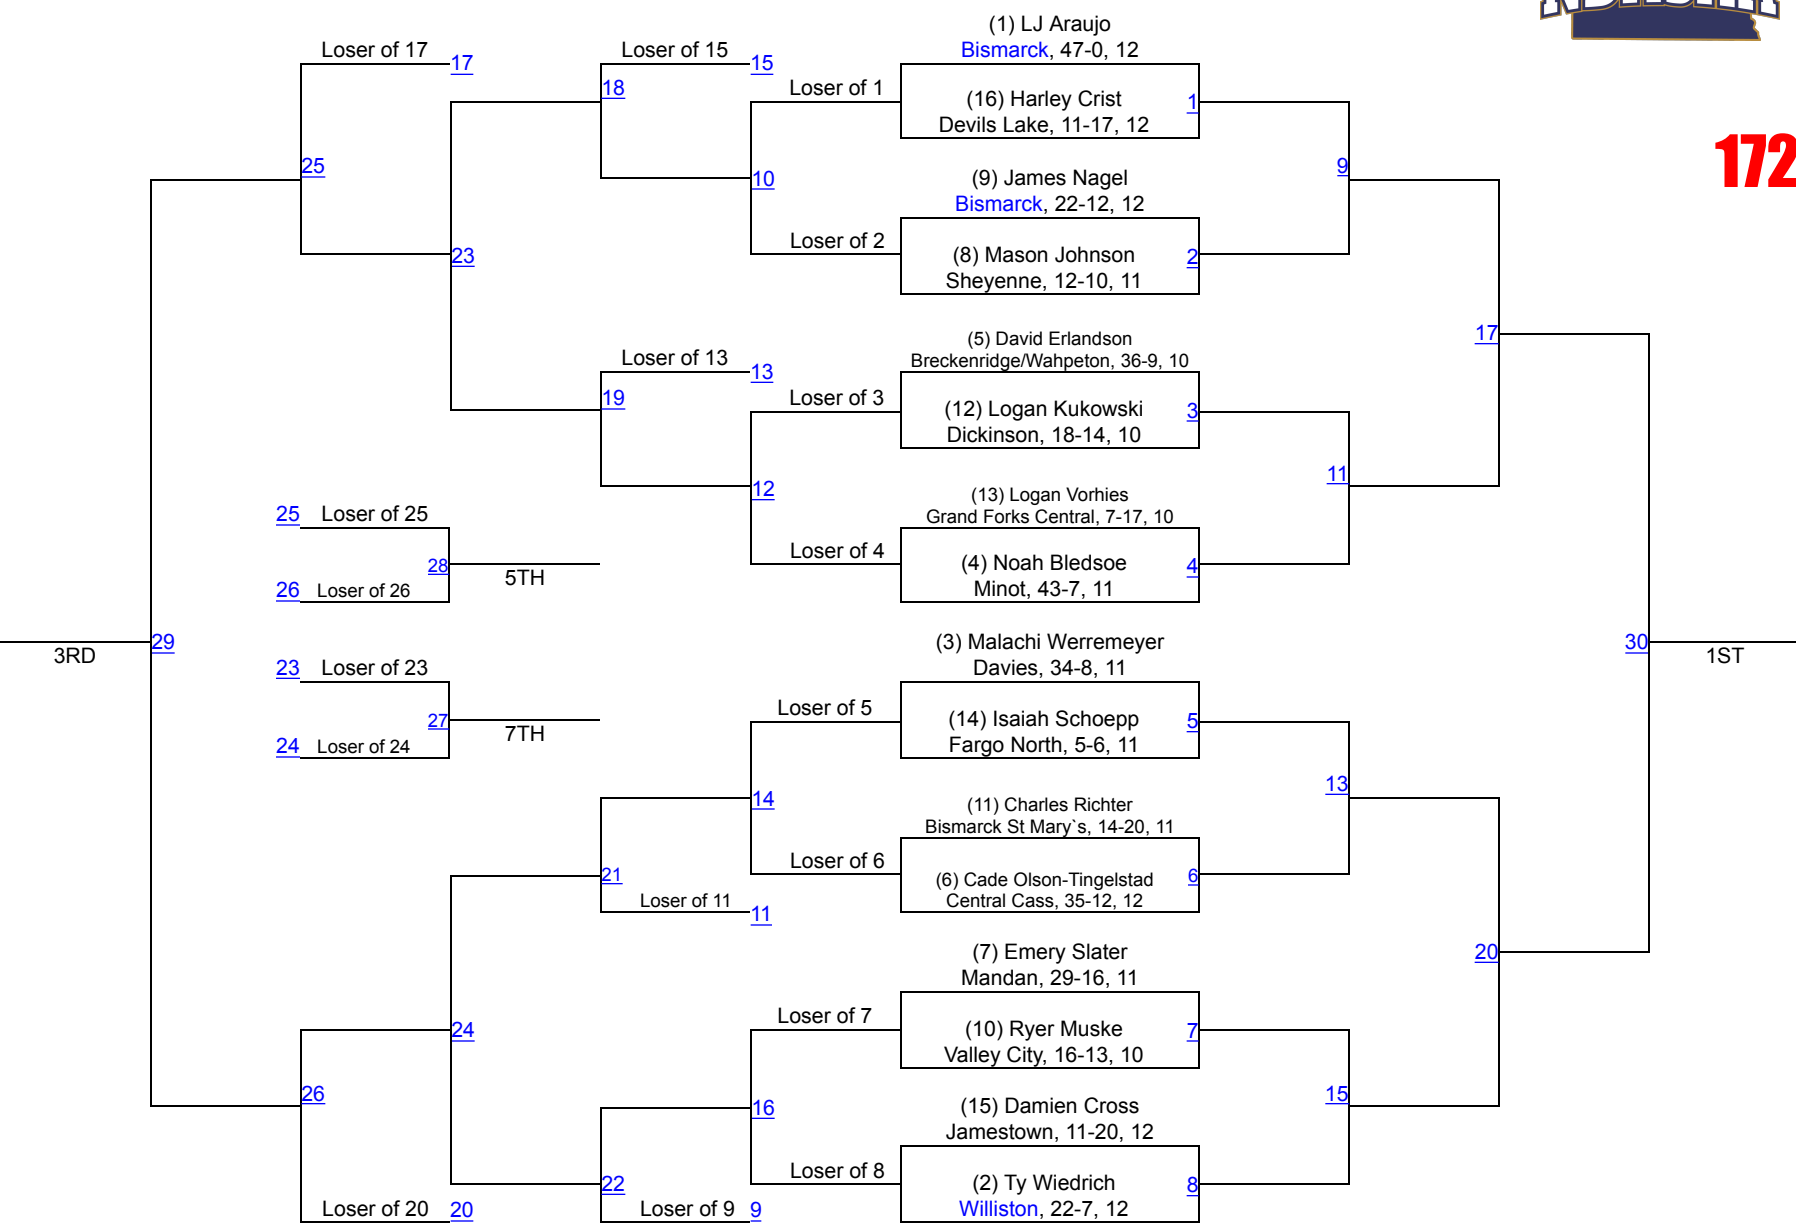 (1) LJ Araujo
Bismarck, 47-0, 12
Loser of 17
17
Loser of 15
15
18
Loser of 1
(16) Harley Crist
Devils Lake, 11-17, 12
1
172
25
10
9
(9) James Nagel
Bismarck, 22-12, 12
Loser of 2
(8) Mason Johnson
Sheyenne, 12-10, 11
2
23
17
(5) David Erlandson
Breckenridge/Wahpeton, 36-9, 10
Loser of 13
13
19
Loser of 3
(12) Logan Kukowski
Dickinson, 18-14, 10
3
12
11
(13) Logan Vorhies
Grand Forks Central, 7-17, 10
25
Loser of 25
Loser of 4
(4) Noah Bledsoe
Minot, 43-7, 11
4
28
5TH
26
Loser of 26
29
3RD
(3) Malachi Werremeyer
Davies, 34-8, 11
30
1ST
23
Loser of 23
Loser of 5
(14) Isaiah Schoepp
Fargo North, 5-6, 11
5
27
7TH
24
Loser of 24
14
13
(11) Charles Richter
Bismarck St Mary`s, 14-20, 11
Loser of 6
(6) Cade Olson-Tingelstad
Central Cass, 35-12, 12
6
21
Loser of 11
11
(7) Emery Slater
Mandan, 29-16, 11
20
Loser of 7
(10) Ryer Muske
Valley City, 16-13, 10
7
24
26
16
15
(15) Damien Cross
Jamestown, 11-20, 12
Loser of 8
(2) Ty Wiedrich
Williston, 22-7, 12
8
22
Loser of 20
20
Loser of 9
9